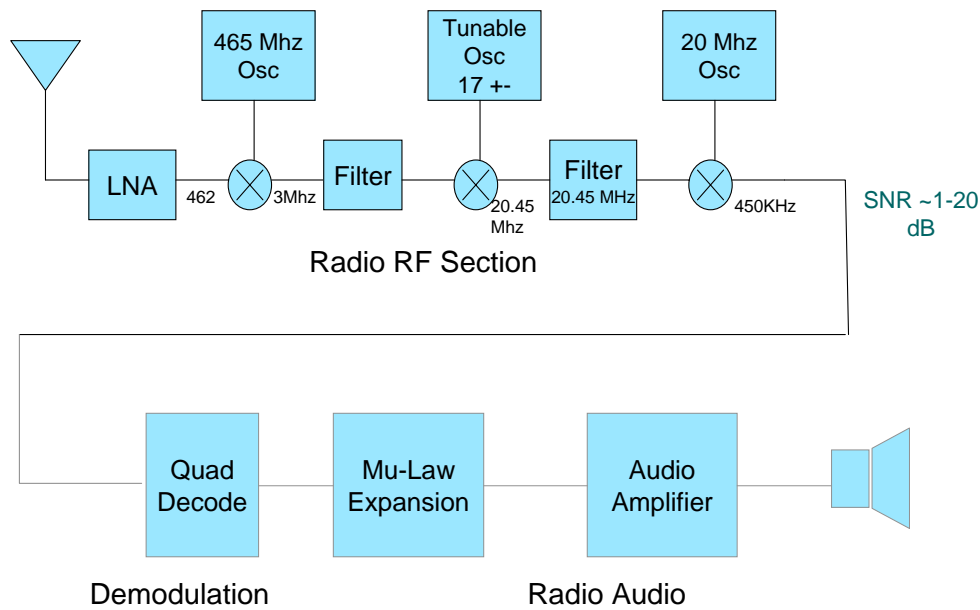 465 Mhz
Osc
Tunable
Osc
17 +-
20 Mhz
Osc
LNA
462
3Mhz
Filter
20.45
Mhz
Filter
20.45 MHz
450KHz
SNR ~1-20
dB
Radio RF Section
Quad
Decode
Mu-Law
Expansion
Audio
Amplifier
Demodulation
Radio Audio